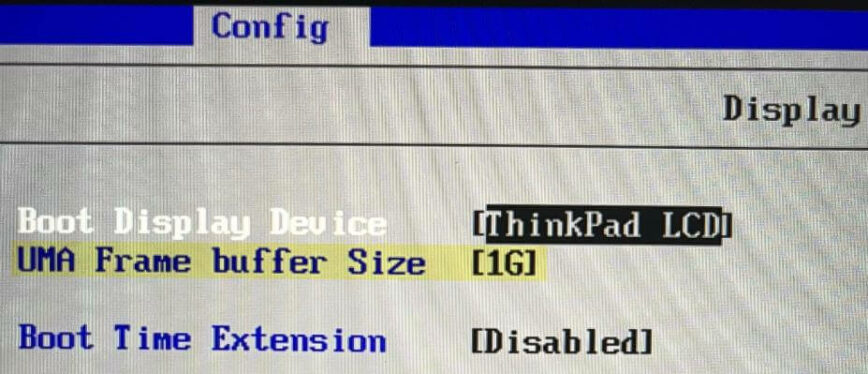 Config
Display
Boot Display Device [ThinkPad LCD]
UMA Frame buffer Size [1G]
Boot Time Extension [Disabled]